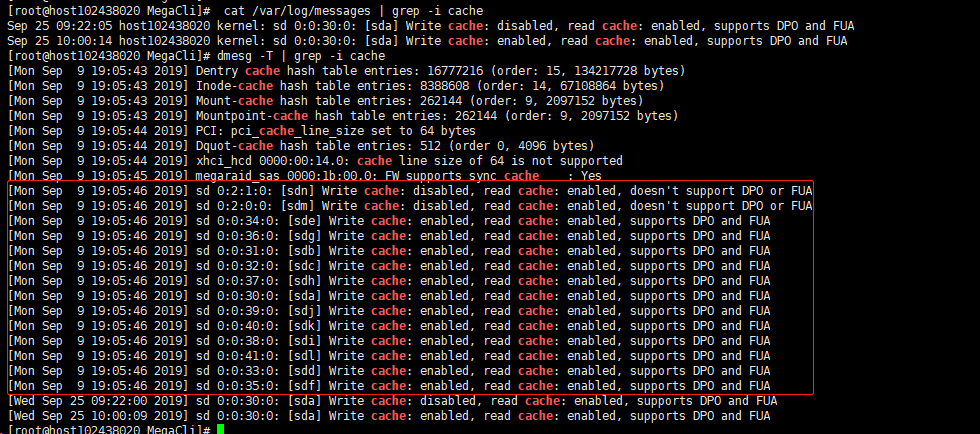 [root@host102438020 MegaCli]#  cat /var/log/messages | grep -i cache
Sep 25 09:22:05 host102438020 kernel: sd 0:0:30:0: [sda] Write cache: disabled, read cache: enabled, supports DPO and FUA
Sep 25 10:00:14 host102438020 kernel: sd 0:0:30:0: [sda] Write cache: enabled, read cache: enabled, supports DPO and FUA
[root@host102438020 MegaCli]# dmesg -T | grep -i cache
[Mon Sep  9 19:05:43 2019] Dentry cache hash table entries: 16777216 (order: 15, 134217728 bytes)
[Mon Sep  9 19:05:43 2019] Inode-cache hash table entries: 8388608 (order: 14, 67108864 bytes)
[Mon Sep  9 19:05:43 2019] Mount-cache hash table entries: 262144 (order: 9, 2097152 bytes)
[Mon Sep  9 19:05:43 2019] Mountpoint-cache hash table entries: 262144 (order: 9, 2097152 bytes)
[Mon Sep  9 19:05:44 2019] PCI: pci_cache_line_size set to 64 bytes
[Mon Sep  9 19:05:44 2019] Dquot-cache hash table entries: 512 (order 0, 4096 bytes)
[Mon Sep  9 19:05:44 2019] xhci_hcd 0000:00:14.0: cache line size of 64 is not supported
[Mon Sep  9 19:05:45 2019] megaraid_sas 0000:1b:00.0: FW supports sync cache    : Yes
[Mon Sep  9 19:05:46 2019] sd 0:2:1:0: [sdn] Write cache: disabled, read cache: enabled, doesn't support DPO or FUA
[Mon Sep  9 19:05:46 2019] sd 0:2:0:0: [sdm] Write cache: disabled, read cache: enabled, doesn't support DPO or FUA
[Mon Sep  9 19:05:46 2019] sd 0:0:34:0: [sde] Write cache: enabled, read cache: enabled, supports DPO and FUA
[Mon Sep  9 19:05:46 2019] sd 0:0:36:0: [sdg] Write cache: enabled, read cache: enabled, supports DPO and FUA
[Mon Sep  9 19:05:46 2019] sd 0:0:31:0: [sdb] Write cache: enabled, read cache: enabled, supports DPO and FUA
[Mon Sep  9 19:05:46 2019] sd 0:0:32:0: [sdc] Write cache: enabled, read cache: enabled, supports DPO and FUA
[Mon Sep  9 19:05:46 2019] sd 0:0:37:0: [sdh] Write cache: enabled, read cache: enabled, supports DPO and FUA
[Mon Sep  9 19:05:46 2019] sd 0:0:30:0: [sda] Write cache: enabled, read cache: enabled, supports DPO and FUA
[Mon Sep  9 19:05:46 2019] sd 0:0:39:0: [sdj] Write cache: enabled, read cache: enabled, supports DPO and FUA
[Mon Sep  9 19:05:46 2019] sd 0:0:40:0: [sdk] Write cache: enabled, read cache: enabled, supports DPO and FUA
[Mon Sep  9 19:05:46 2019] sd 0:0:38:0: [sdi] Write cache: enabled, read cache: enabled, supports DPO and FUA
[Mon Sep  9 19:05:46 2019] sd 0:0:41:0: [sdl] Write cache: enabled, read cache: enabled, supports DPO and FUA
[Mon Sep  9 19:05:46 2019] sd 0:0:33:0: [sdd] Write cache: enabled, read cache: enabled, supports DPO and FUA
[Mon Sep  9 19:05:46 2019] sd 0:0:35:0: [sdf] Write cache: enabled, read cache: enabled, supports DPO and FUA
[Wed Sep 25 09:22:00 2019] sd 0:0:30:0: [sda] Write cache: disabled, read cache: enabled, supports DPO and FUA
[Wed Sep 25 10:00:09 2019] sd 0:0:30:0: [sda] Write cache: enabled, read cache: enabled, supports DPO and FUA
[root@host102438020 MegaCli]#